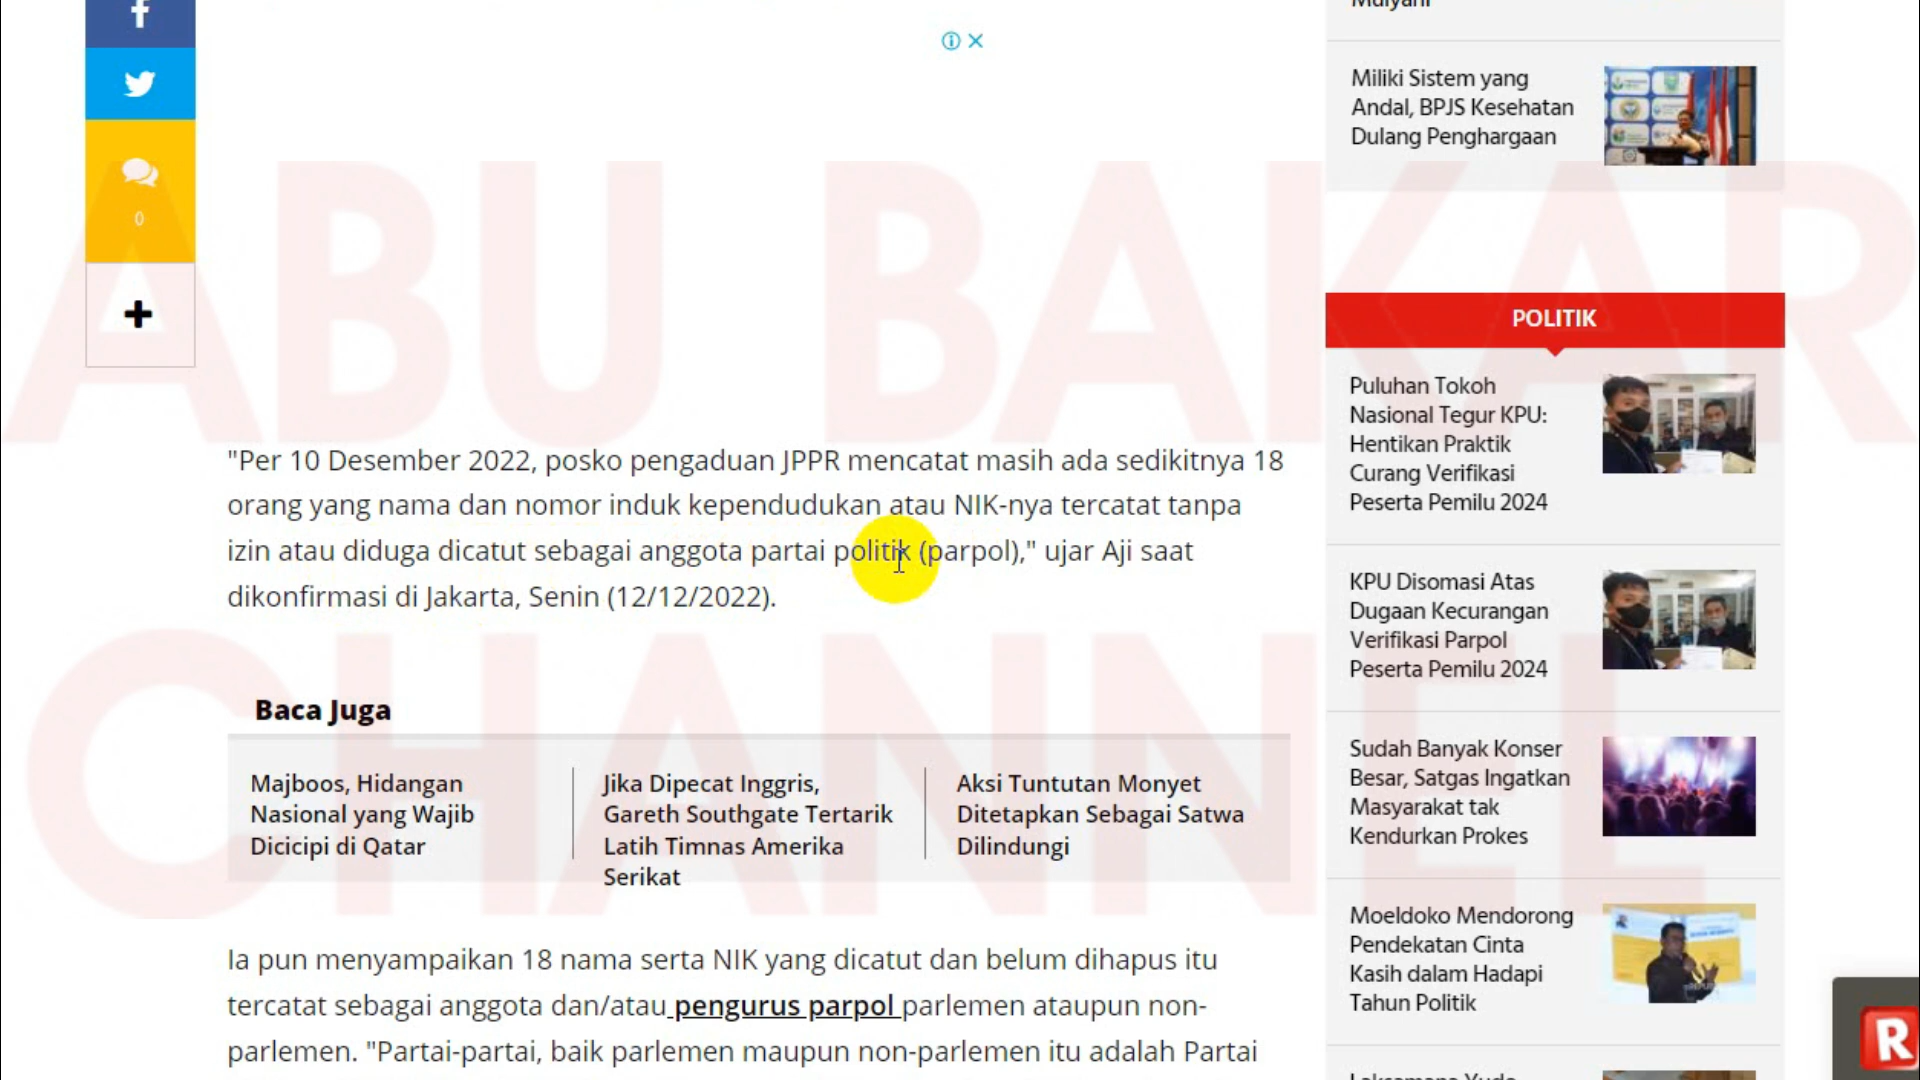 0
"Per 10 Desember 2022, posko pengaduan JPPR mencatat masih ada sedikitnya 18
orang yang nama dan nomor induk kependudukan atau NIK-nya tercatat tanpa
izin atau diduga dicatut sebagai anggota partai politik (parpol)," ujar Aji saat
dikonfirmasi di Jakarta, Senin (12/12/2022).
Baca Juga
Majboos, Hidangan
Nasional yang Wajib
Dicicipi di Qatar
Jika Dipecat Inggris,
Gareth Southgate Tertarik
Latih Timnas Amerika
Serikat
Aksi Tuntutan Monyet
Ditetapkan Sebagai Satwa
Dilindungi
Ia pun menyampaikan 18 nama serta NIK yang dicatut dan belum dihapus itu
tercatat sebagai anggota dan/atau pengurus parpol parlemen ataupun non-
parlemen. "Partai-partai, baik parlemen maupun non-parlemen itu adalah Partai
Mulyani
Miliki Sistem yang
Andal, BPJS Kesehatan
Dulang Penghargaan
POLITIK
Puluhan Tokoh
Nasional Tegur KPU:
Hentikan Praktik
Curang Verifikasi
Peserta Pemilu 2024
KPU Disomasi Atas
Dugaan Kecurangan
Verifikasi Parpol
Peserta Pemilu 2024
Sudah Banyak Konser
Besar, Satgas Ingatkan
Masyarakat tak
Kendurkan Prokes
Moeldoko Mendorong
Pendekatan Cinta
Kasih dalam Hadapi
Tahun Politik
Laksamana Yudo
R
ABU BAKAR
CHANNEL